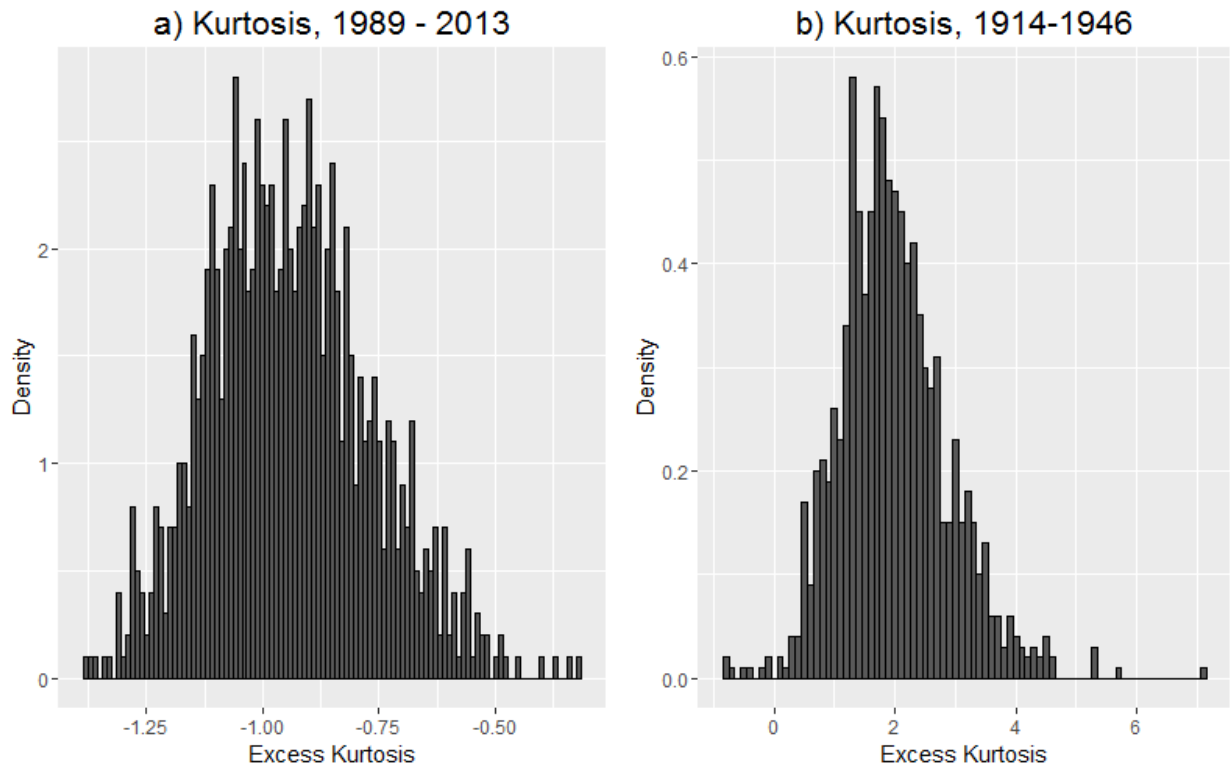 a) Kurtosis, 1989 - 2013
Density
2
1
0
-1.25 -1.00 -0.75 -0.50
Excess Kurtosis
b) Kurtosis, 1914-1946
Density
0.6
0.4
0.2
0.0
0 2 4 6
Excess Kurtosis